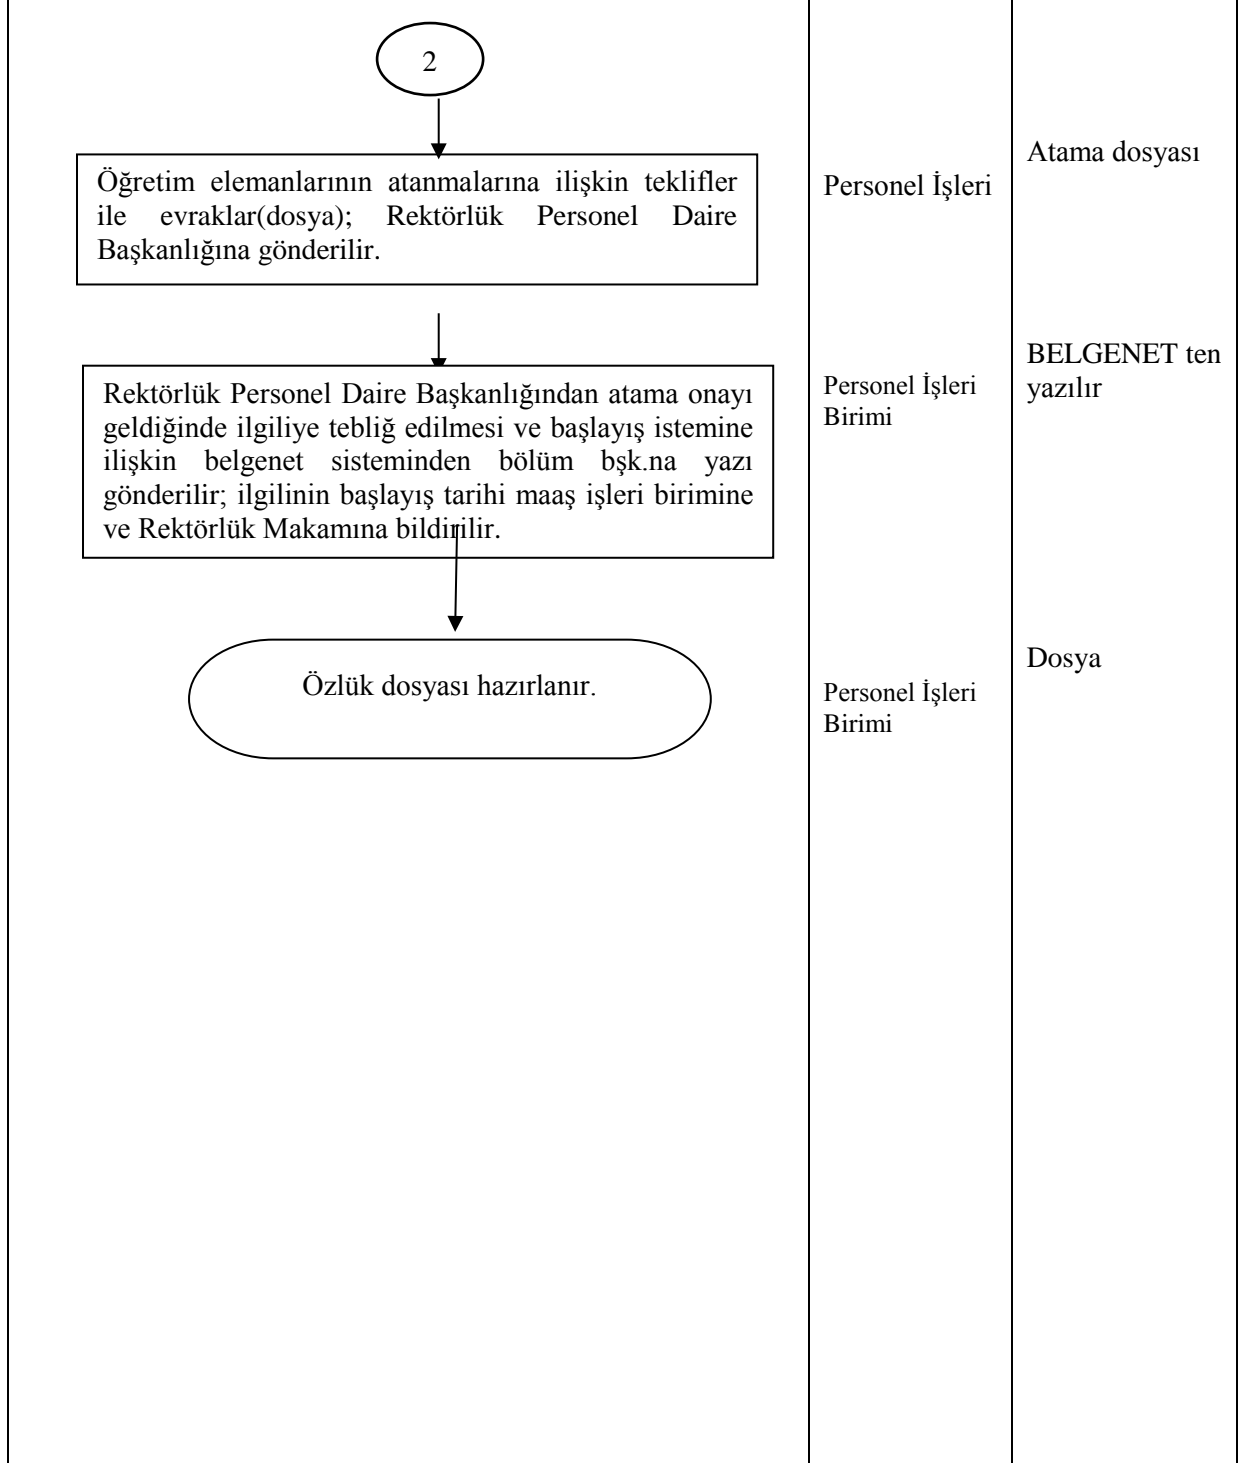 2
Öğretim elemanlarının atanmalarına ilişkin teklifler
ile evraklar(dosya); Rektörlük Personel Daire
Başkanlığına gönderilir.
Personel İşleri
Atama dosyası
Rektörlük Personel Daire Başkanlığından atama onayı
geldiğinde ilgiliye tebliğ edilmesi ve başlayış istemine
ilişkin belgenet sisteminden bölüm bşk.na yazı
gönderilir; ilgilinin başlayış tarihi maaş işleri birimine
ve Rektörlük Makamına bildirilir.
Personel İşleri
Birimi
BELGENET ten
yazılır
Özlük dosyası hazırlanır.
Personel İşleri
Birimi
Dosya